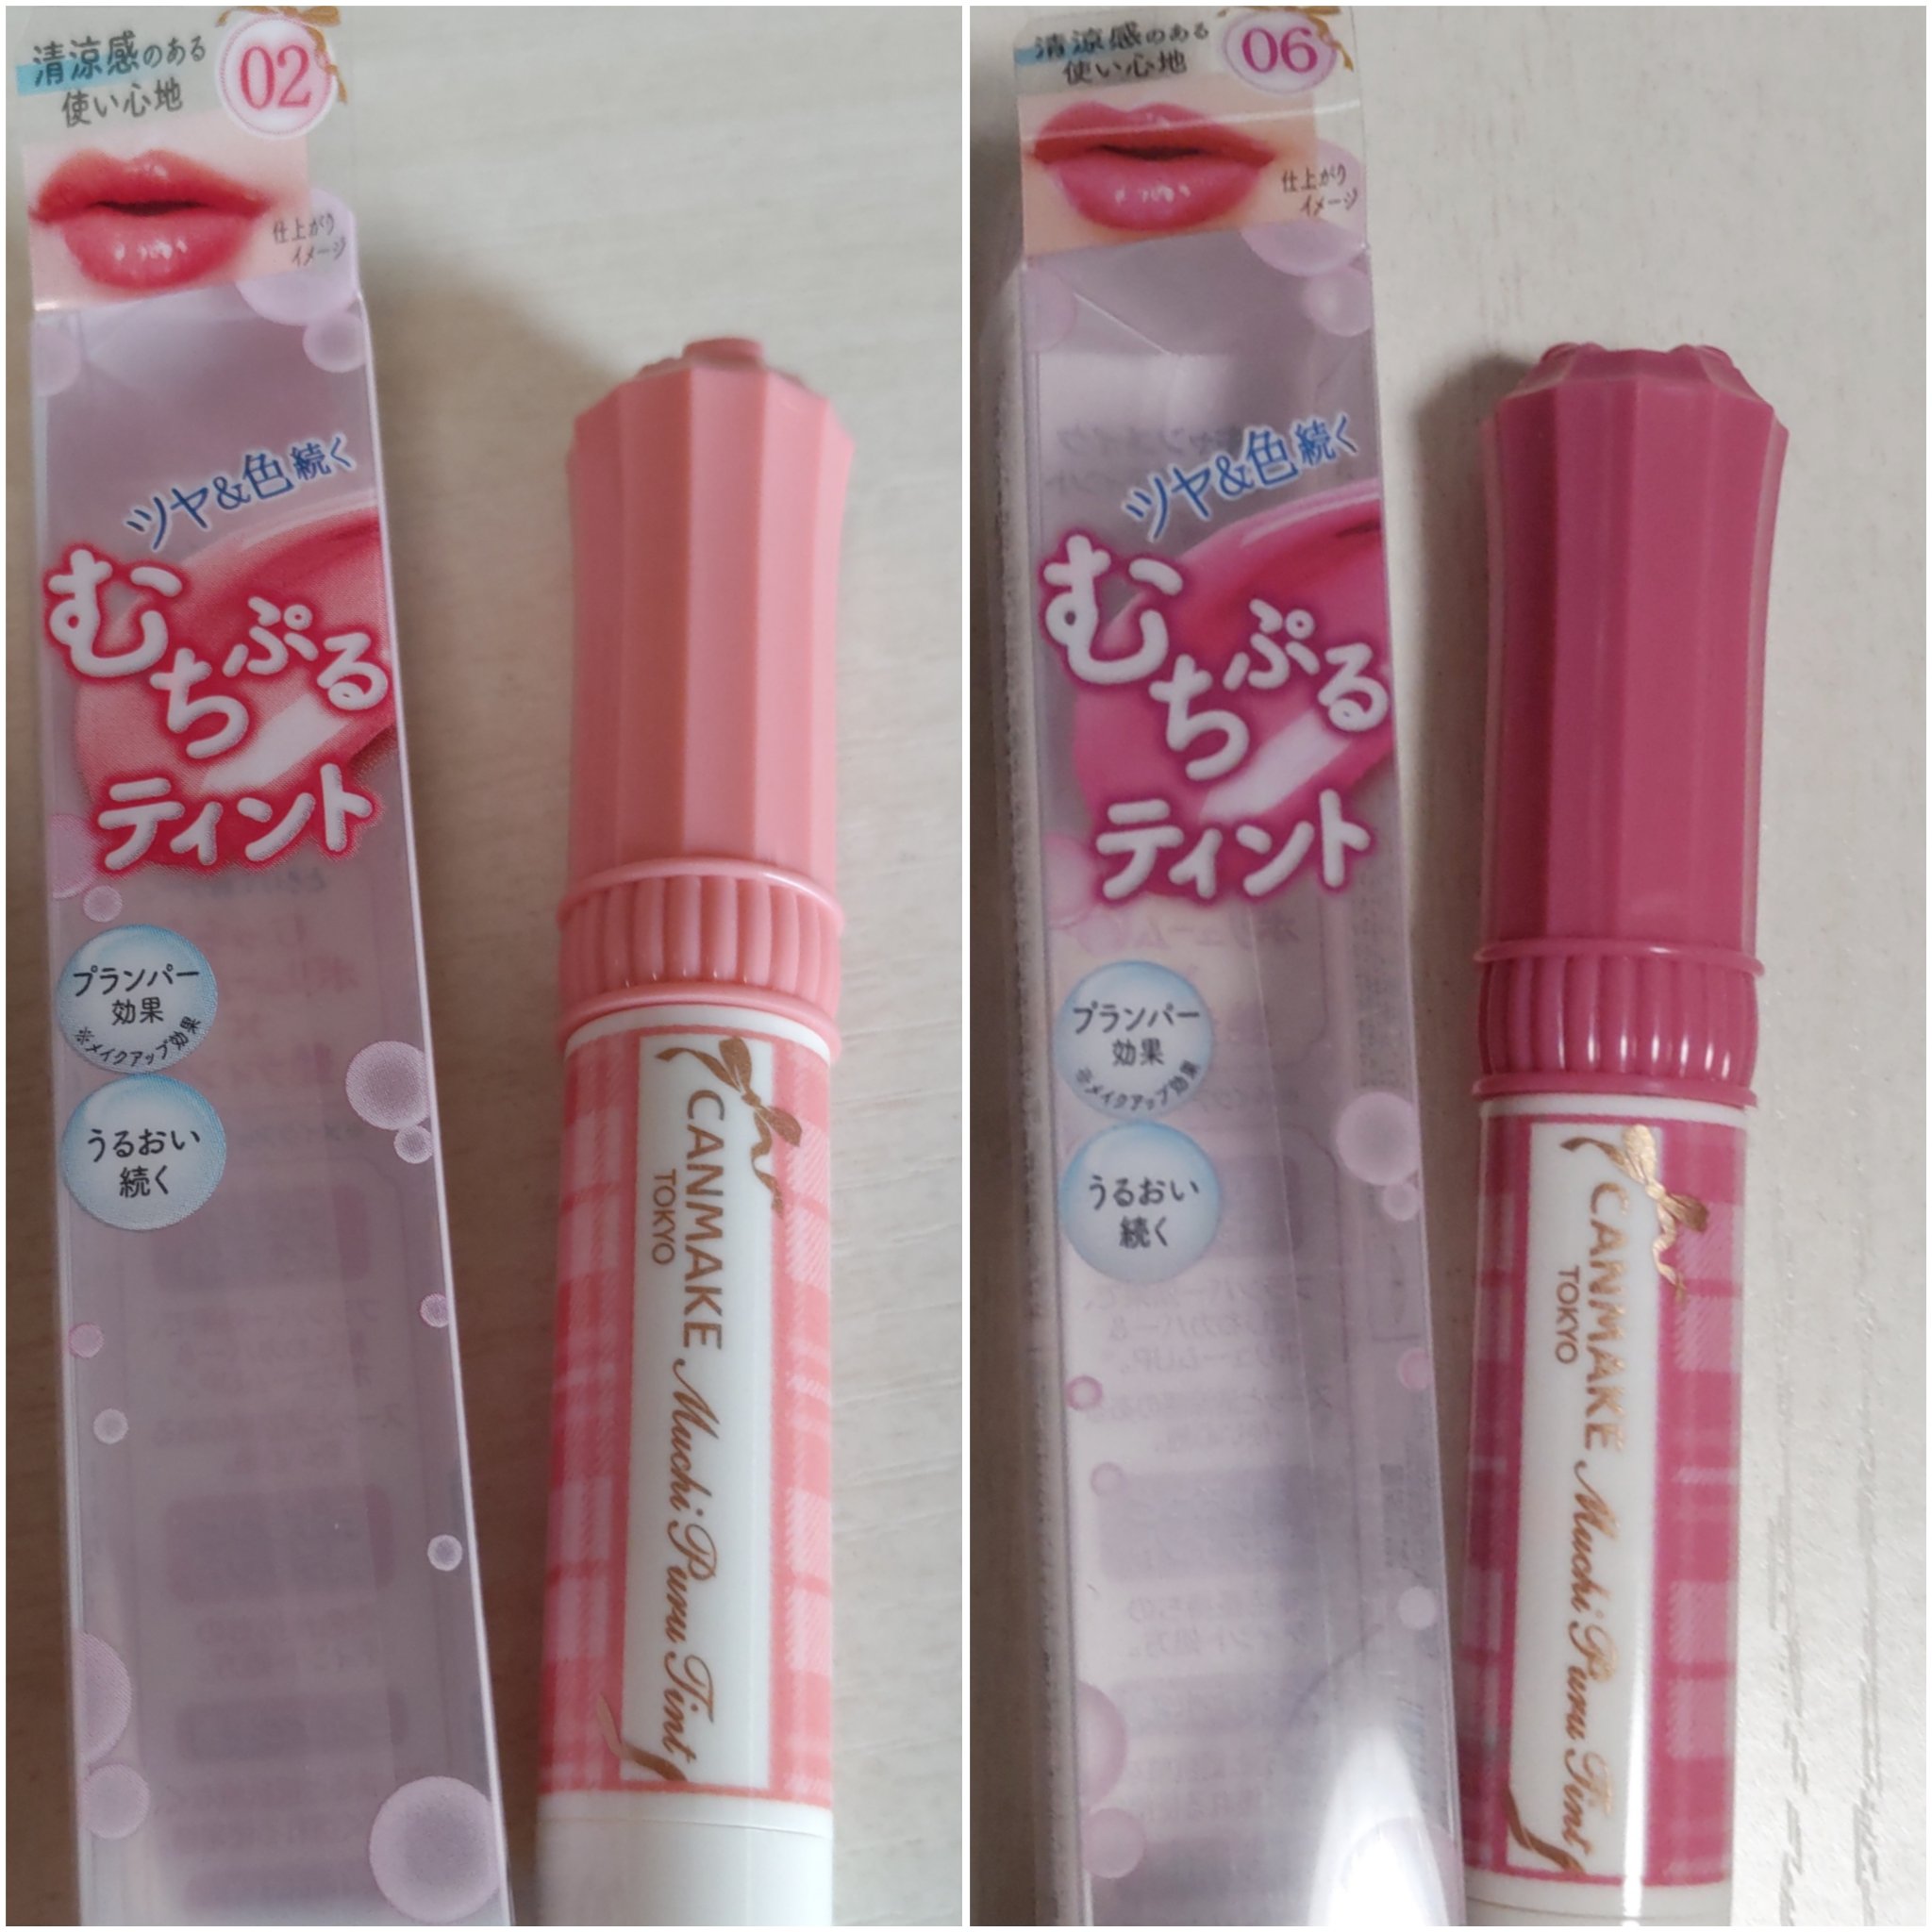 清涼感のある
使い心地
02
仕上がり
イメージ
ツヤ&色続く
むちぷる
ティント
プランパー
効果
※メイクアップ効果
うるおい
続く
CANMAKE
TOKYO
Muchi Puru Tint
清涼感のある
使い心地
06
仕上がり
イメージ
ツヤ&色続く
むちぷる
ティント
プランパー
効果
※メイクアップ効果
うるおい
続く
CANMAKE
TOKYO
Muchi Puru Tint